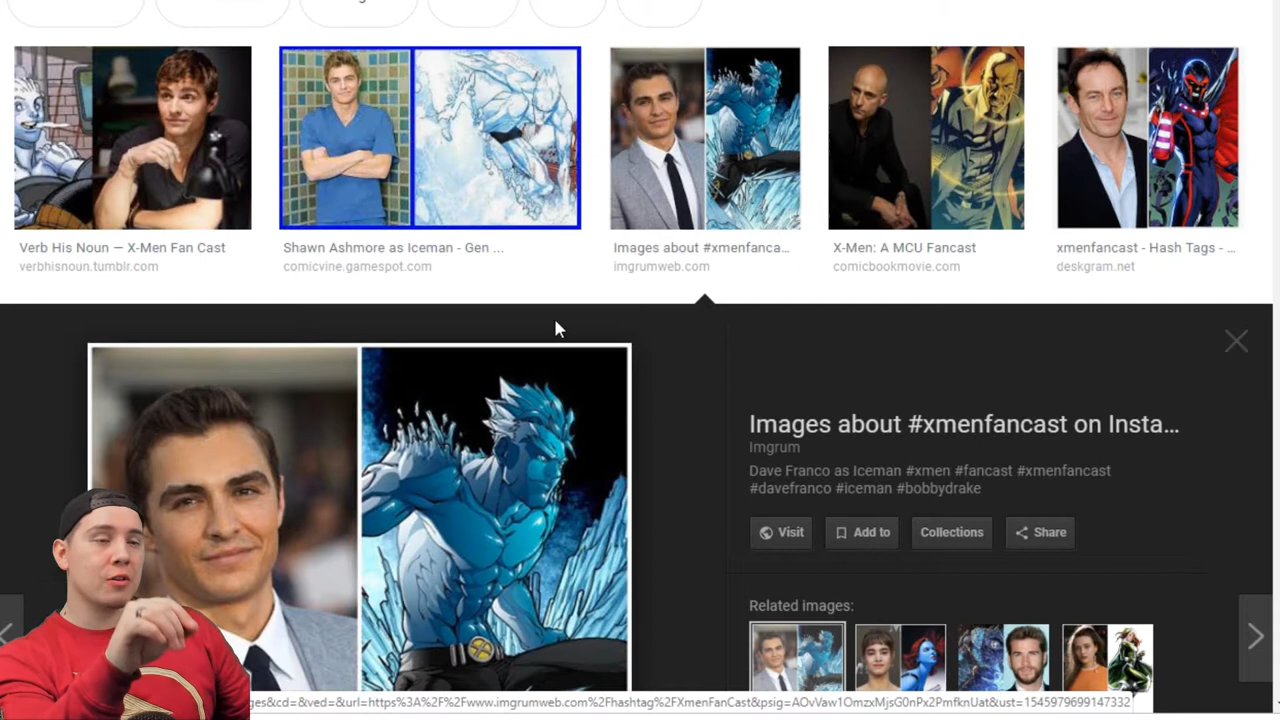 Verb His Noun — X-Men Fan Cast
verbhisnoun.tumblr.com
Shawn Ashmore as Iceman - Gen ...
comicvine.gamespot.com
Images about #xmenfanca...
imgrumweb.com
X-Men: A MCU Fancast
comicbookmovie.com
xmenfancast - Hash Tags - ...
deskgram.net
Images about #xmenfancast on Insta...
Imgrum
Dave Franco as Iceman #xmen #fancast #xmenfancast
#davefranco #iceman #bobbydrake
Visit
Add to
Collections
Share
Related images:
ges&cd=&ved=&url=https%3A%2F%2Fwww.imgrumweb.com%2Fhashtag%2FXmenFanCast&psig=AOvVaw1OmzxMjsG0nPx2PmfknUat&ust=1545979699147332